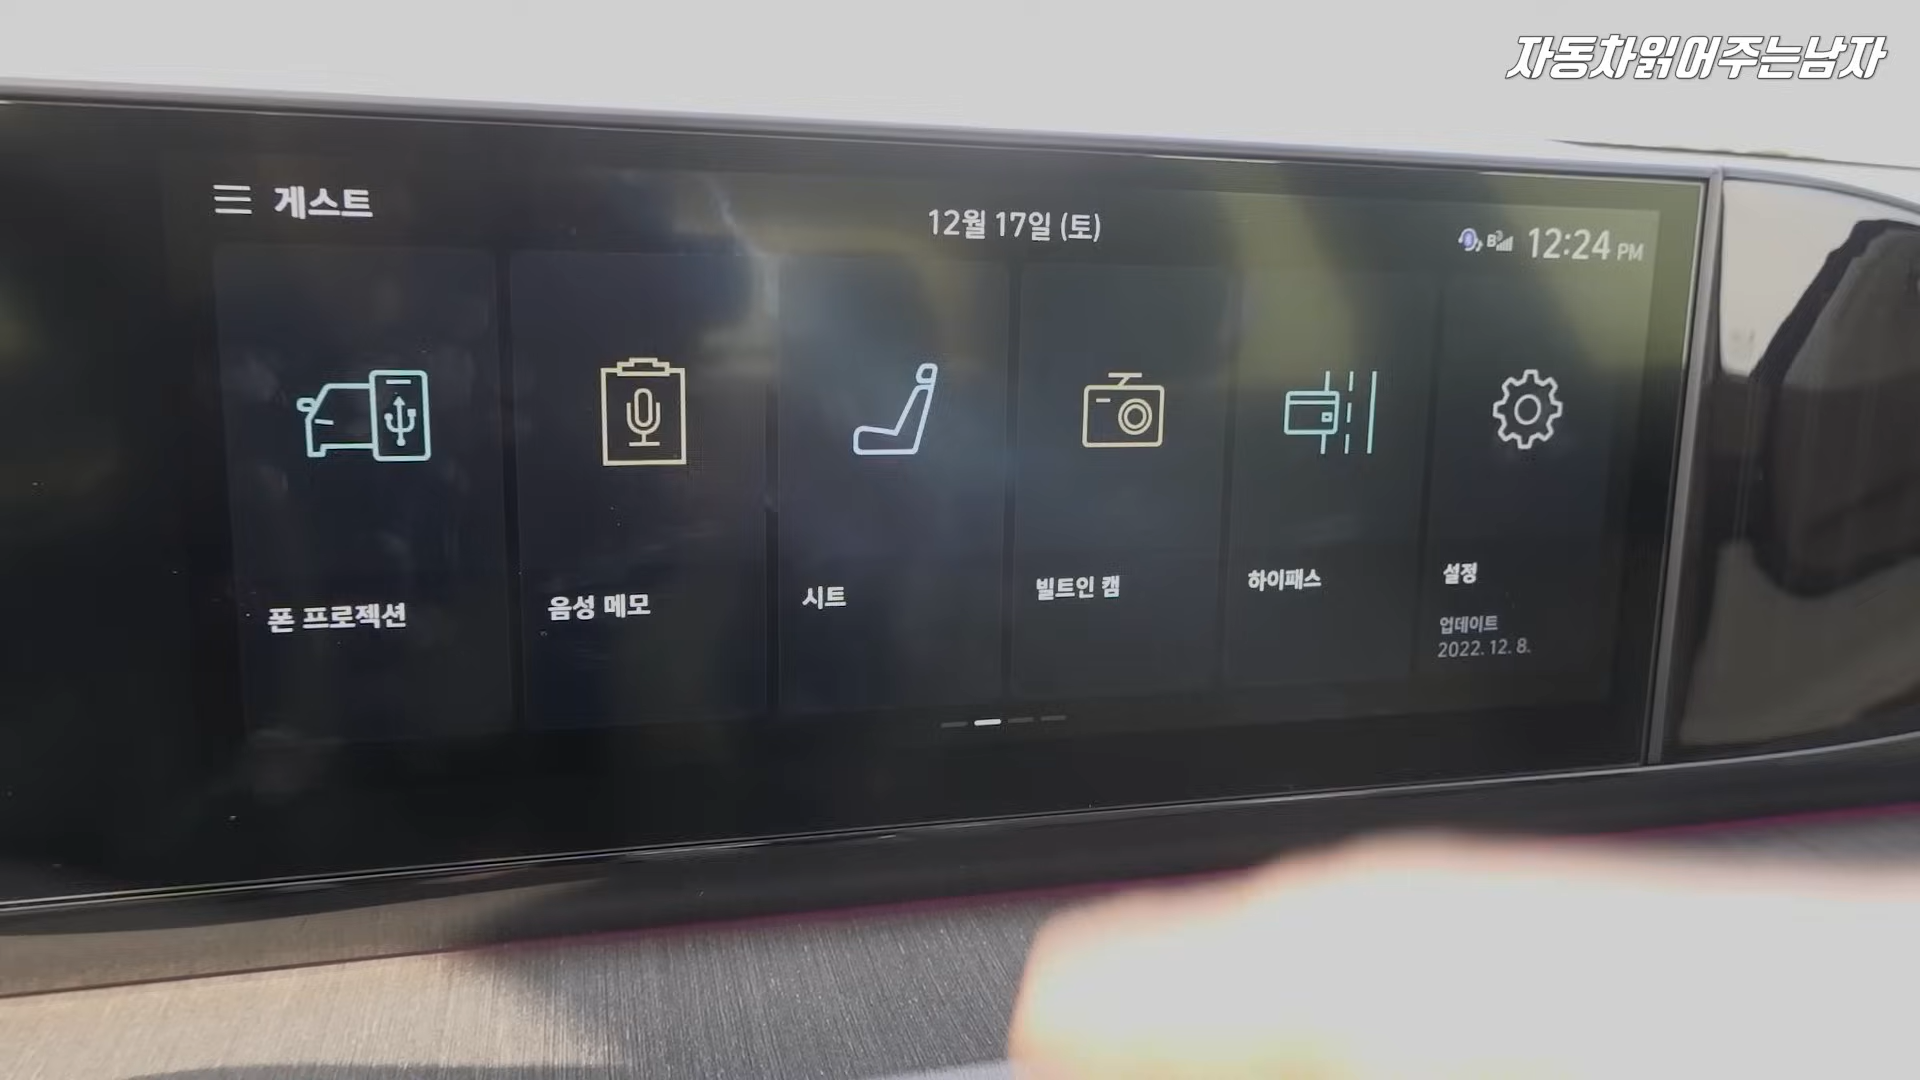 자동차읽어주는남자
게스트
12월 17일 (토)
12:24 PM
폰 프로젝션
음성 메모
시트
빌트인 캠
하이패스
설정
업데이트
2022. 12. 8.